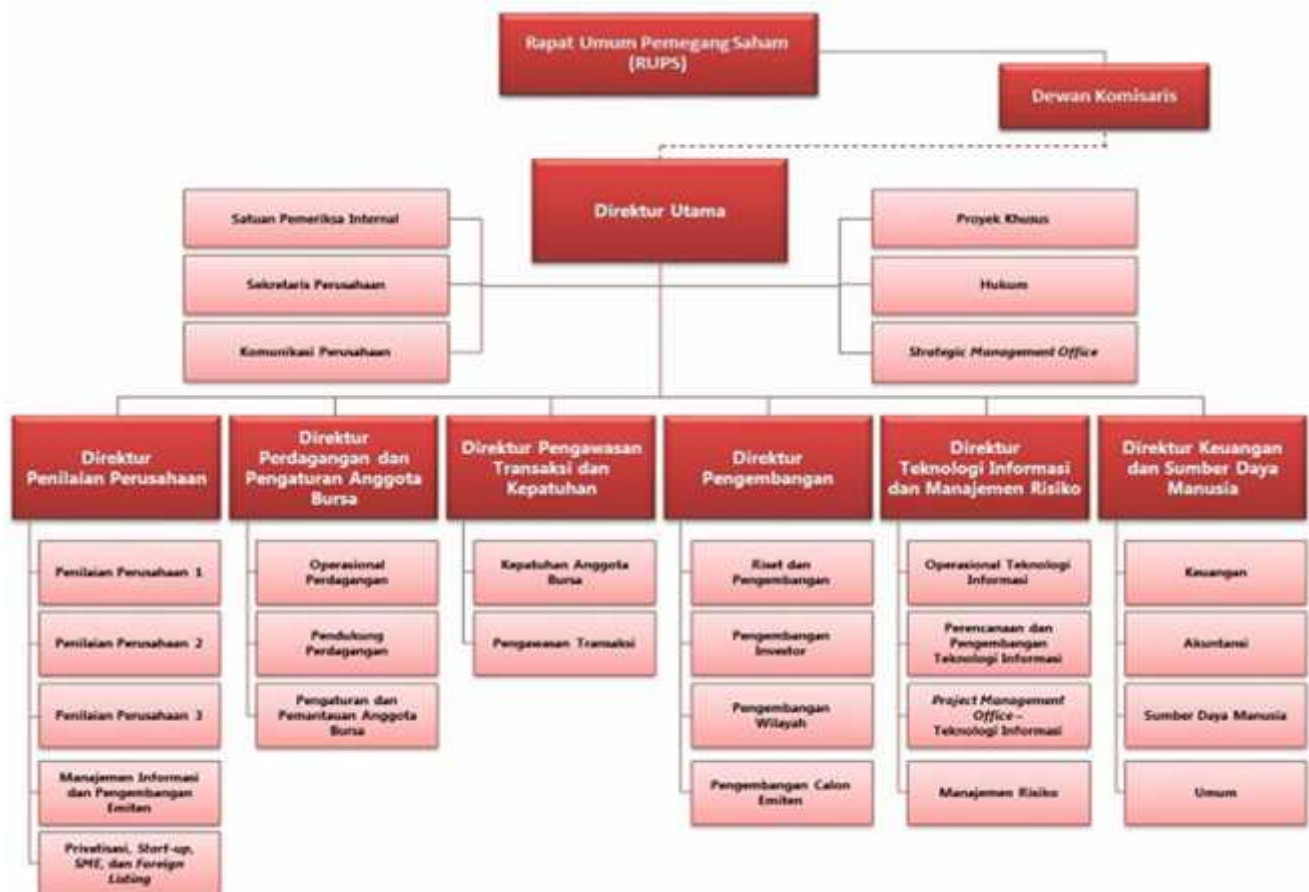 Rapat Umum Pemegang Saham
(RUPS)
Dewan Komisaris
Direktur Utama
Satuan Pemeriksa Internal
Sekretaris Perusahaan
Komunikasi Perusahaan
Proyek Khusus
Hukum
Strategic Management Office
Direktur
Penilaian Perusahaan
Penilaian Perusahaan 1
Penilaian Perusahaan 2
Penilaian Perusahaan 3
Manajemen Informasi
dan Pengembangan
Emiten
Privatisasi, Start-up,
SME, dan Foreign
Listing
Direktur
Perdagangan dan
Pengaturan Anggota
Bursa
Operasional
Perdagangan
Pendukung
Perdagangan
Pengaturan dan
Pemantauan Anggota
Bursa
Direktur Pengawasan
Transaksi dan
Kepatuhan
Kepatuhan Anggota
Bursa
Pengawasan Transaksi
Direktur
Pengembangan
Riset dan
Pengembangan
Pengembangan
Investor
Pengembangan
Wilayah
Pengembangan Calon
Emiten
Direktur
Teknologi Informasi
dan Manajemen Risiko
Operasional Teknologi
Informasi
Perencanaan dan
Pengembangan
Teknologi Informasi
Project Management
Office –
Teknologi Informasi
Manajemen Risiko
Direktur Keuangan
dan Sumber Daya
Manusia
Keuangan
Akuntansi
Sumber Daya Manusia
Umum